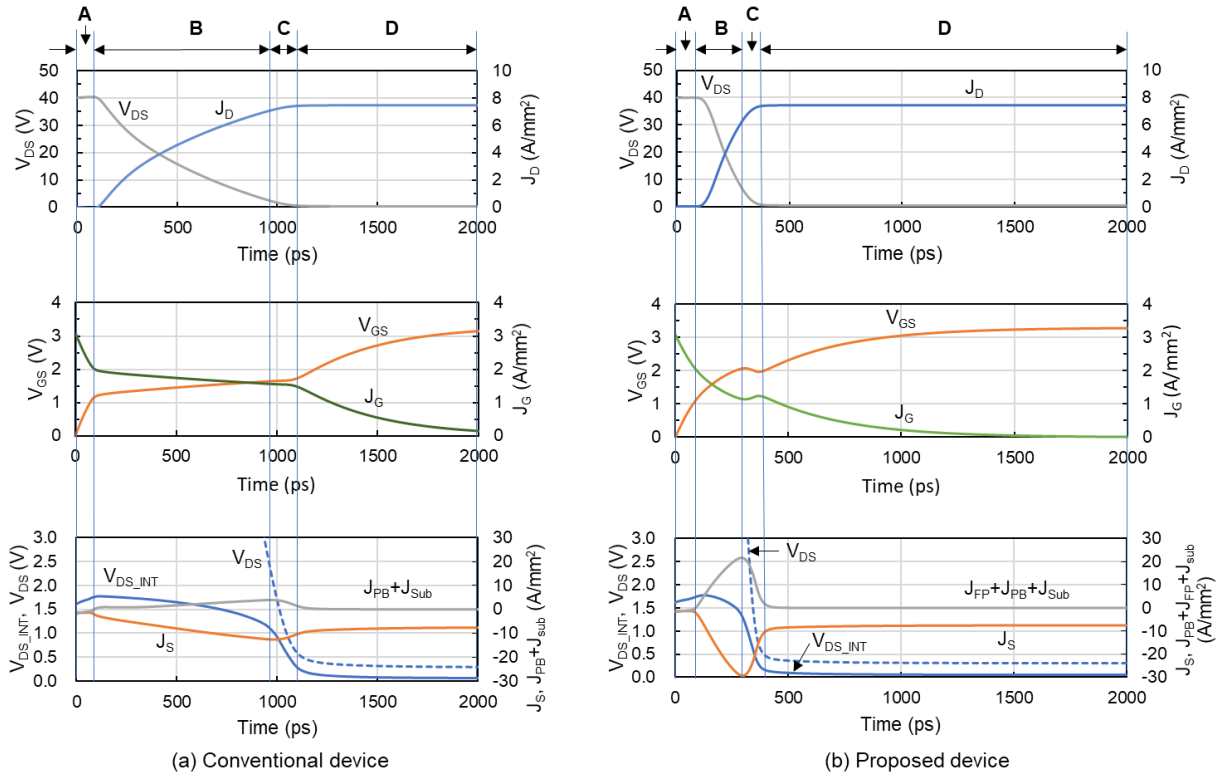 A
B
C
D
50
40
30
20
10
0
V_DS (V)
V_DS
J_D
10
8
6
4
2
0
J_D (A/mm²)
0
500
1000
1500
2000
Time (ps)
4
3
2
1
0
V_GS (V)
V_GS
J_G
4
3
2
1
0
J_G (A/mm²)
0
500
1000
1500
2000
Time (ps)
3.0
2.5
2.0
1.5
1.0
0.5
0.0
V_DS_INT, V_DS (V)
V_DS
V_DS_INT
J_PB+J_Sub
J_S
30
20
10
0
-10
-20
-30
J_S, J_PB+J_sub (A/mm²)
0
500
1000
1500
2000
Time (ps)
(a) Conventional device
A
B
C
D
50
40
30
20
10
0
V_DS (V)
V_DS
J_D
10
8
6
4
2
0
J_D (A/mm²)
0
500
1000
1500
2000
Time (ps)
4
3
2
1
0
V_GS (V)
V_GS
J_G
4
3
2
1
0
J_G (A/mm²)
0
500
1000
1500
2000
Time (ps)
3.0
2.5
2.0
1.5
1.0
0.5
0.0
V_DS_INT, V_DS (V)
V_DS
J_FP+J_PB+J_Sub
J_S
V_DS_INT
30
20
10
0
-10
-20
-30
J_S, J_PB+J_FP+J_sub
(A/mm²)
0
500
1000
1500
2000
Time (ps)
(b) Proposed device